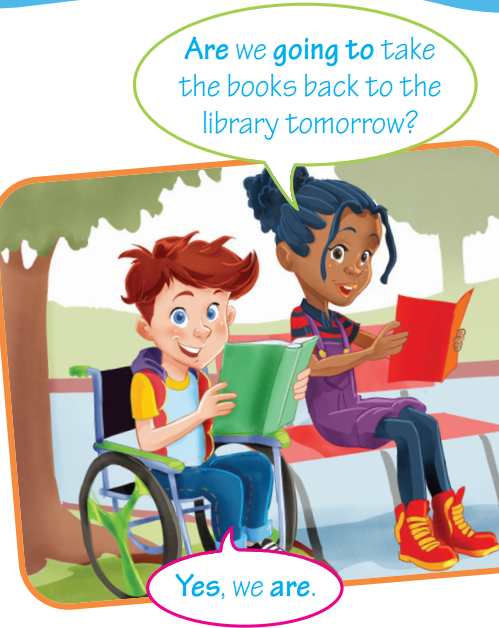 Are we going to take
the books back to the
library tomorrow?
Yes, we are.